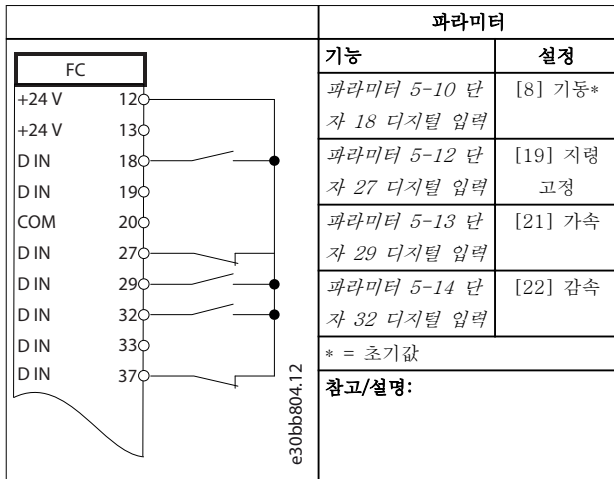 FC
+24 V 12
+24 V 13
D IN 18
D IN 19
COM 20
D IN 27
D IN 29
D IN 32
D IN 33
D IN 37
e30bb804.12
파라미터
기능 설정
파라미터 5-10 단
자 18 디지털 입력
[8] 기동*
파라미터 5-12 단
자 27 디지털 입력
[19] 지령
고정
파라미터 5-13 단
자 29 디지털 입력
[21] 가속
파라미터 5-14 단
자 32 디지털 입력
[22] 감속
* = 초기값
참고/설명: